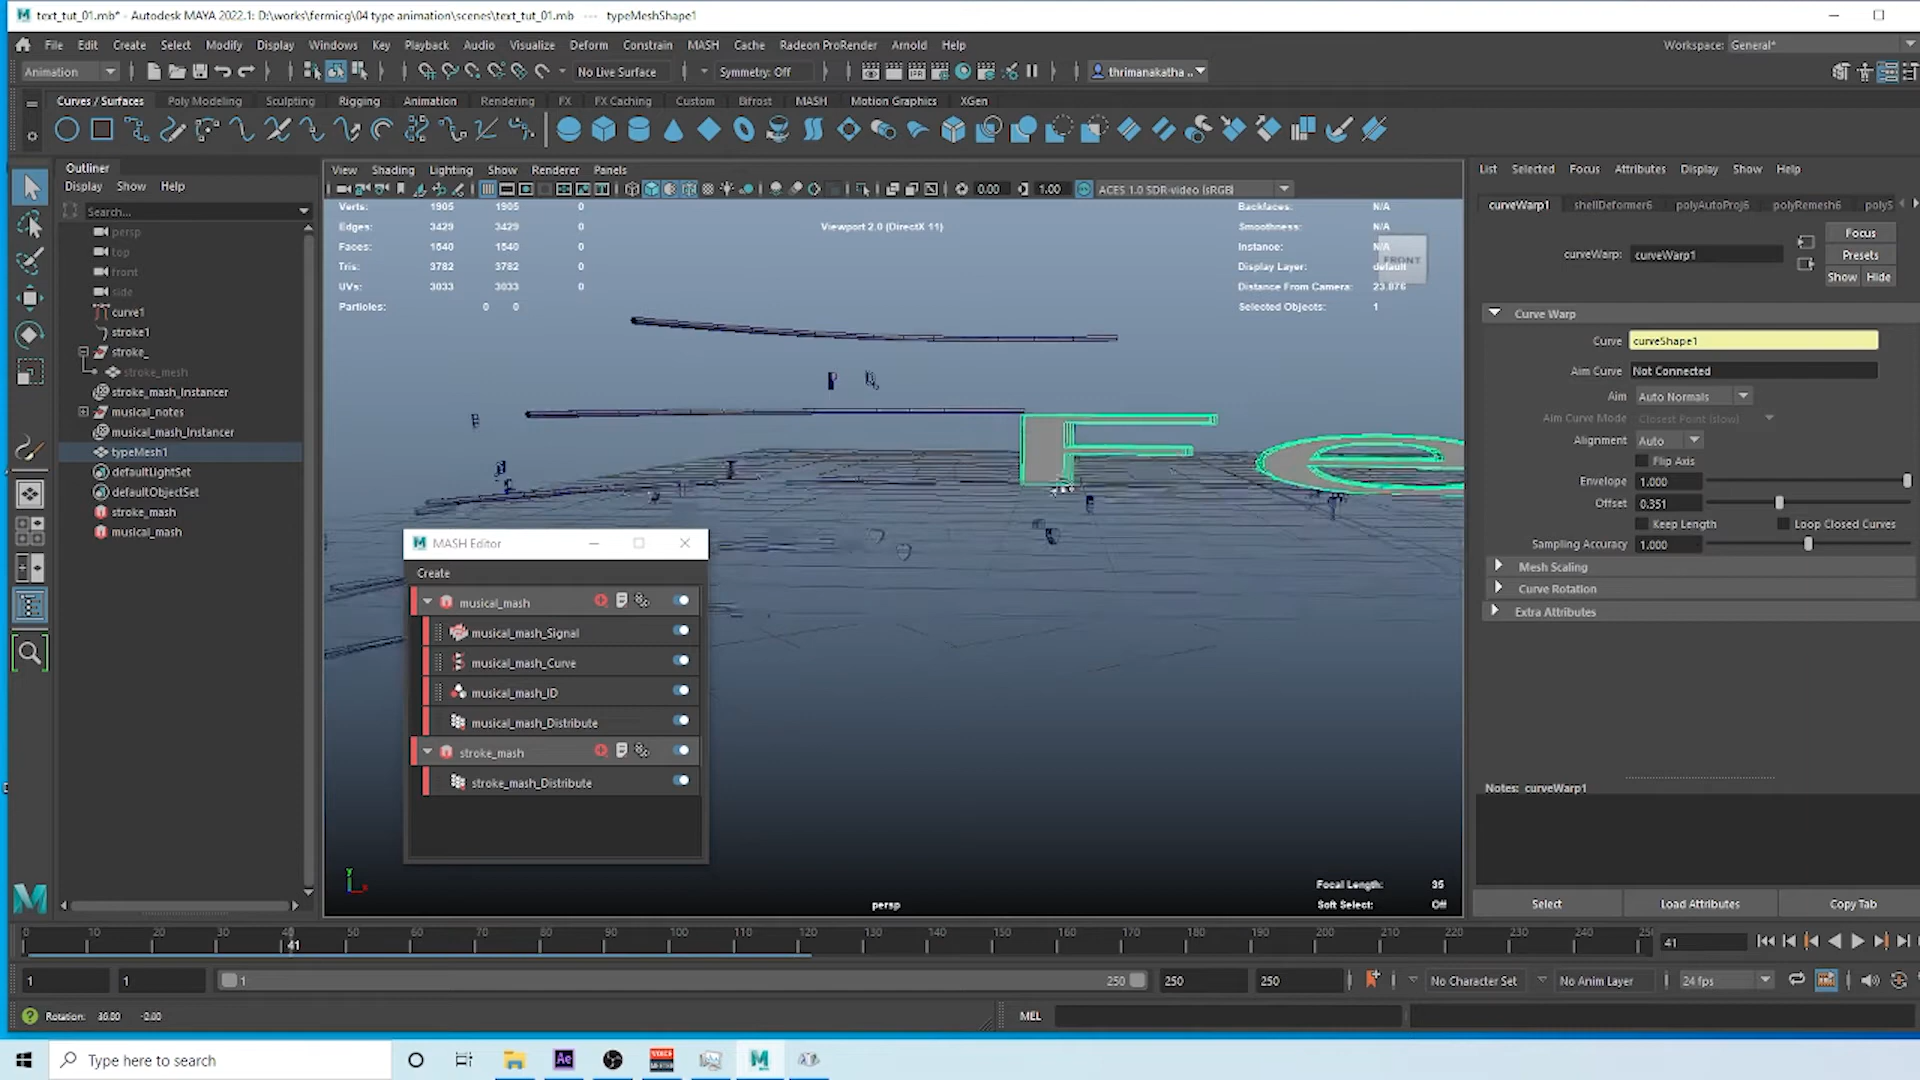 text_tut_01.mb* - Autodesk MAYA 2022.1: D:\works\fermicg\04 type animation\scenes\text_tut_01.mb --- typeMeshShape1
File Edit Create Select Modify Display Windows Key Playback Audio Visualize Deform Constrain MASH Cache Radeon ProRender Arnold Help
Workspace: General*
Animation
No Live Surface
Symmetry: Off
thrimanakatha ..
Curves / Surfaces Poly Modeling Sculpting Rigging Animation Rendering FX FX Caching Custom Bifrost MASH Motion Graphics XGen
Outliner
Display Show Help
Search...
persp
top
front
side
curve1
stroke1
stroke_
stroke_mesh
stroke_mash_Instancer
musical_notes
musical_mash_Instancer
typeMesh1
defaultLightSet
defaultObjectSet
stroke_mash
musical_mash
View Shading Lighting Show Renderer Panels
0.00
1.00
ACES 1.0 SDR-video (sRGB)
Verts: 1905 1905 0
Edges: 3429 3429 0
Faces: 1540 1540 0
Tris: 3782 3782 0
UVs: 3033 3033 0
Particles: 0 0
Viewport 2.0 (DirectX 11)
Backfaces: N/A
Smoothness: N/A
Instance: N/A
Display Layer: default
Distance From Camera: 23.876
Selected Objects: 1
FRONT
Fe
MASH Editor
Create
musical_mash
musical_mash_Signal
musical_mash_Curve
musical_mash_ID
musical_mash_Distribute
stroke_mash
stroke_mash_Distribute
y
x
persp
Focal Length: 35
Soft Select: Off
List Selected Focus Attributes Display Show Help
curveWarp1 shellDeformer6 polyAutoProj6 polyRemesh6 polyS
curveWarp: curveWarp1
Focus
Presets
Show Hide
Curve Warp
Curve curveShape1
Aim Curve Not Connected
Aim Auto Normals
Aim Curve Mode Closest Point (slow)
Alignment Auto
Flip Axis
Envelope 1.000
Offset 0.351
Keep Length Loop Closed Curves
Sampling Accuracy 1.000
Mesh Scaling
Curve Rotation
Extra Attributes
Notes: curveWarp1
Select Load Attributes Copy Tab
0 10 20 30 40 50 60 70 80 90 100 110 120 130 140 150 160 170 180 190 200 210 220 230 240 25
41
41
1
1
1
250
250
250
No Character Set
No Anim Layer
24 fps
Rotation: 36.00 -0.00
MEL
Type here to search
Ae
M